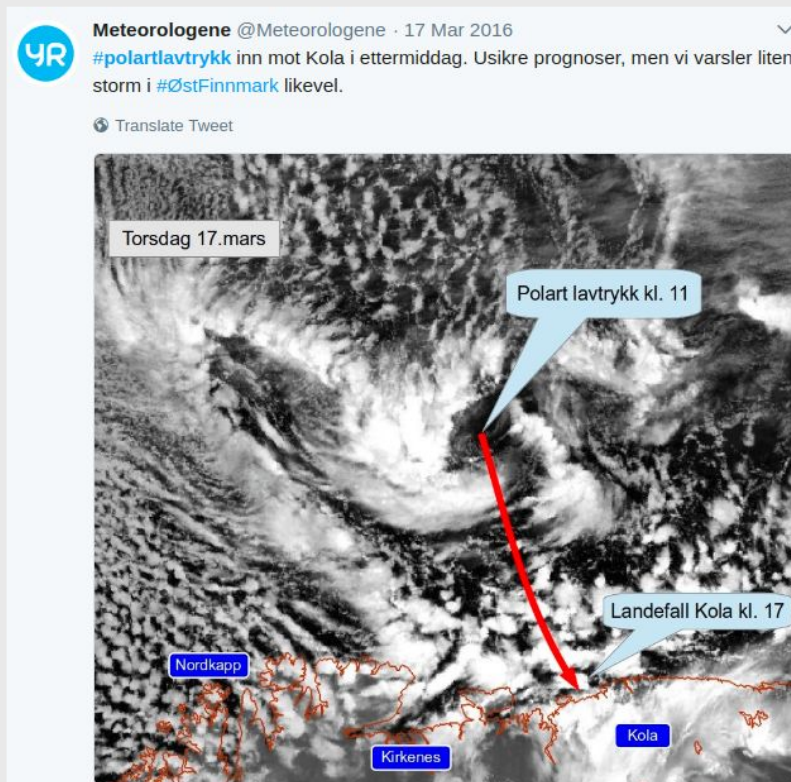 YR
Meteorologene @Meteorologene · 17 Mar 2016
#polartlavtrykk inn mot Kola i ettermiddag. Usikre prognoser, men vi varsler liten
storm i #ØstFinnmark likevel.
Translate Tweet
Torsdag 17.mars
Polart lavtrykk kl. 11
Landefall Kola kl. 17
Nordkapp
Kola
Kirkenes